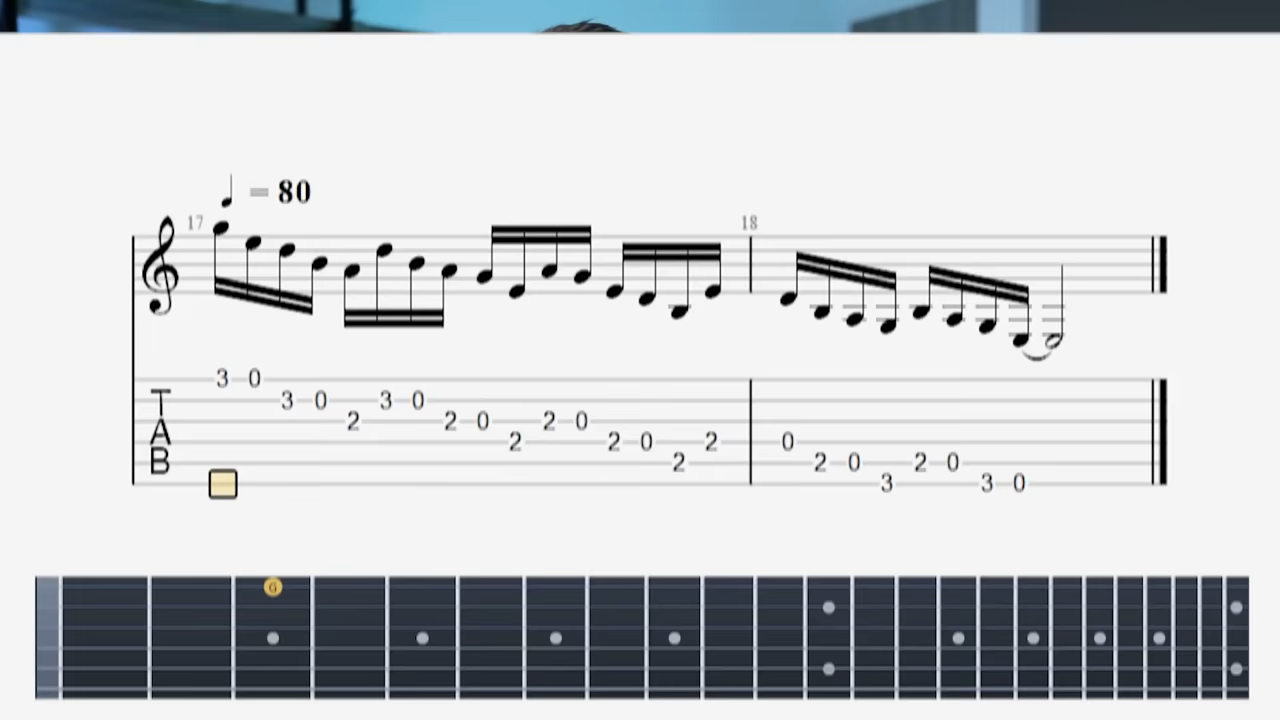 ♩ = 80
17 18
3 0
T 3 0 3 0
2 2 0 2 0
A 2 2 0 2 0
B 2 2 0 2 0
3 3 0
G